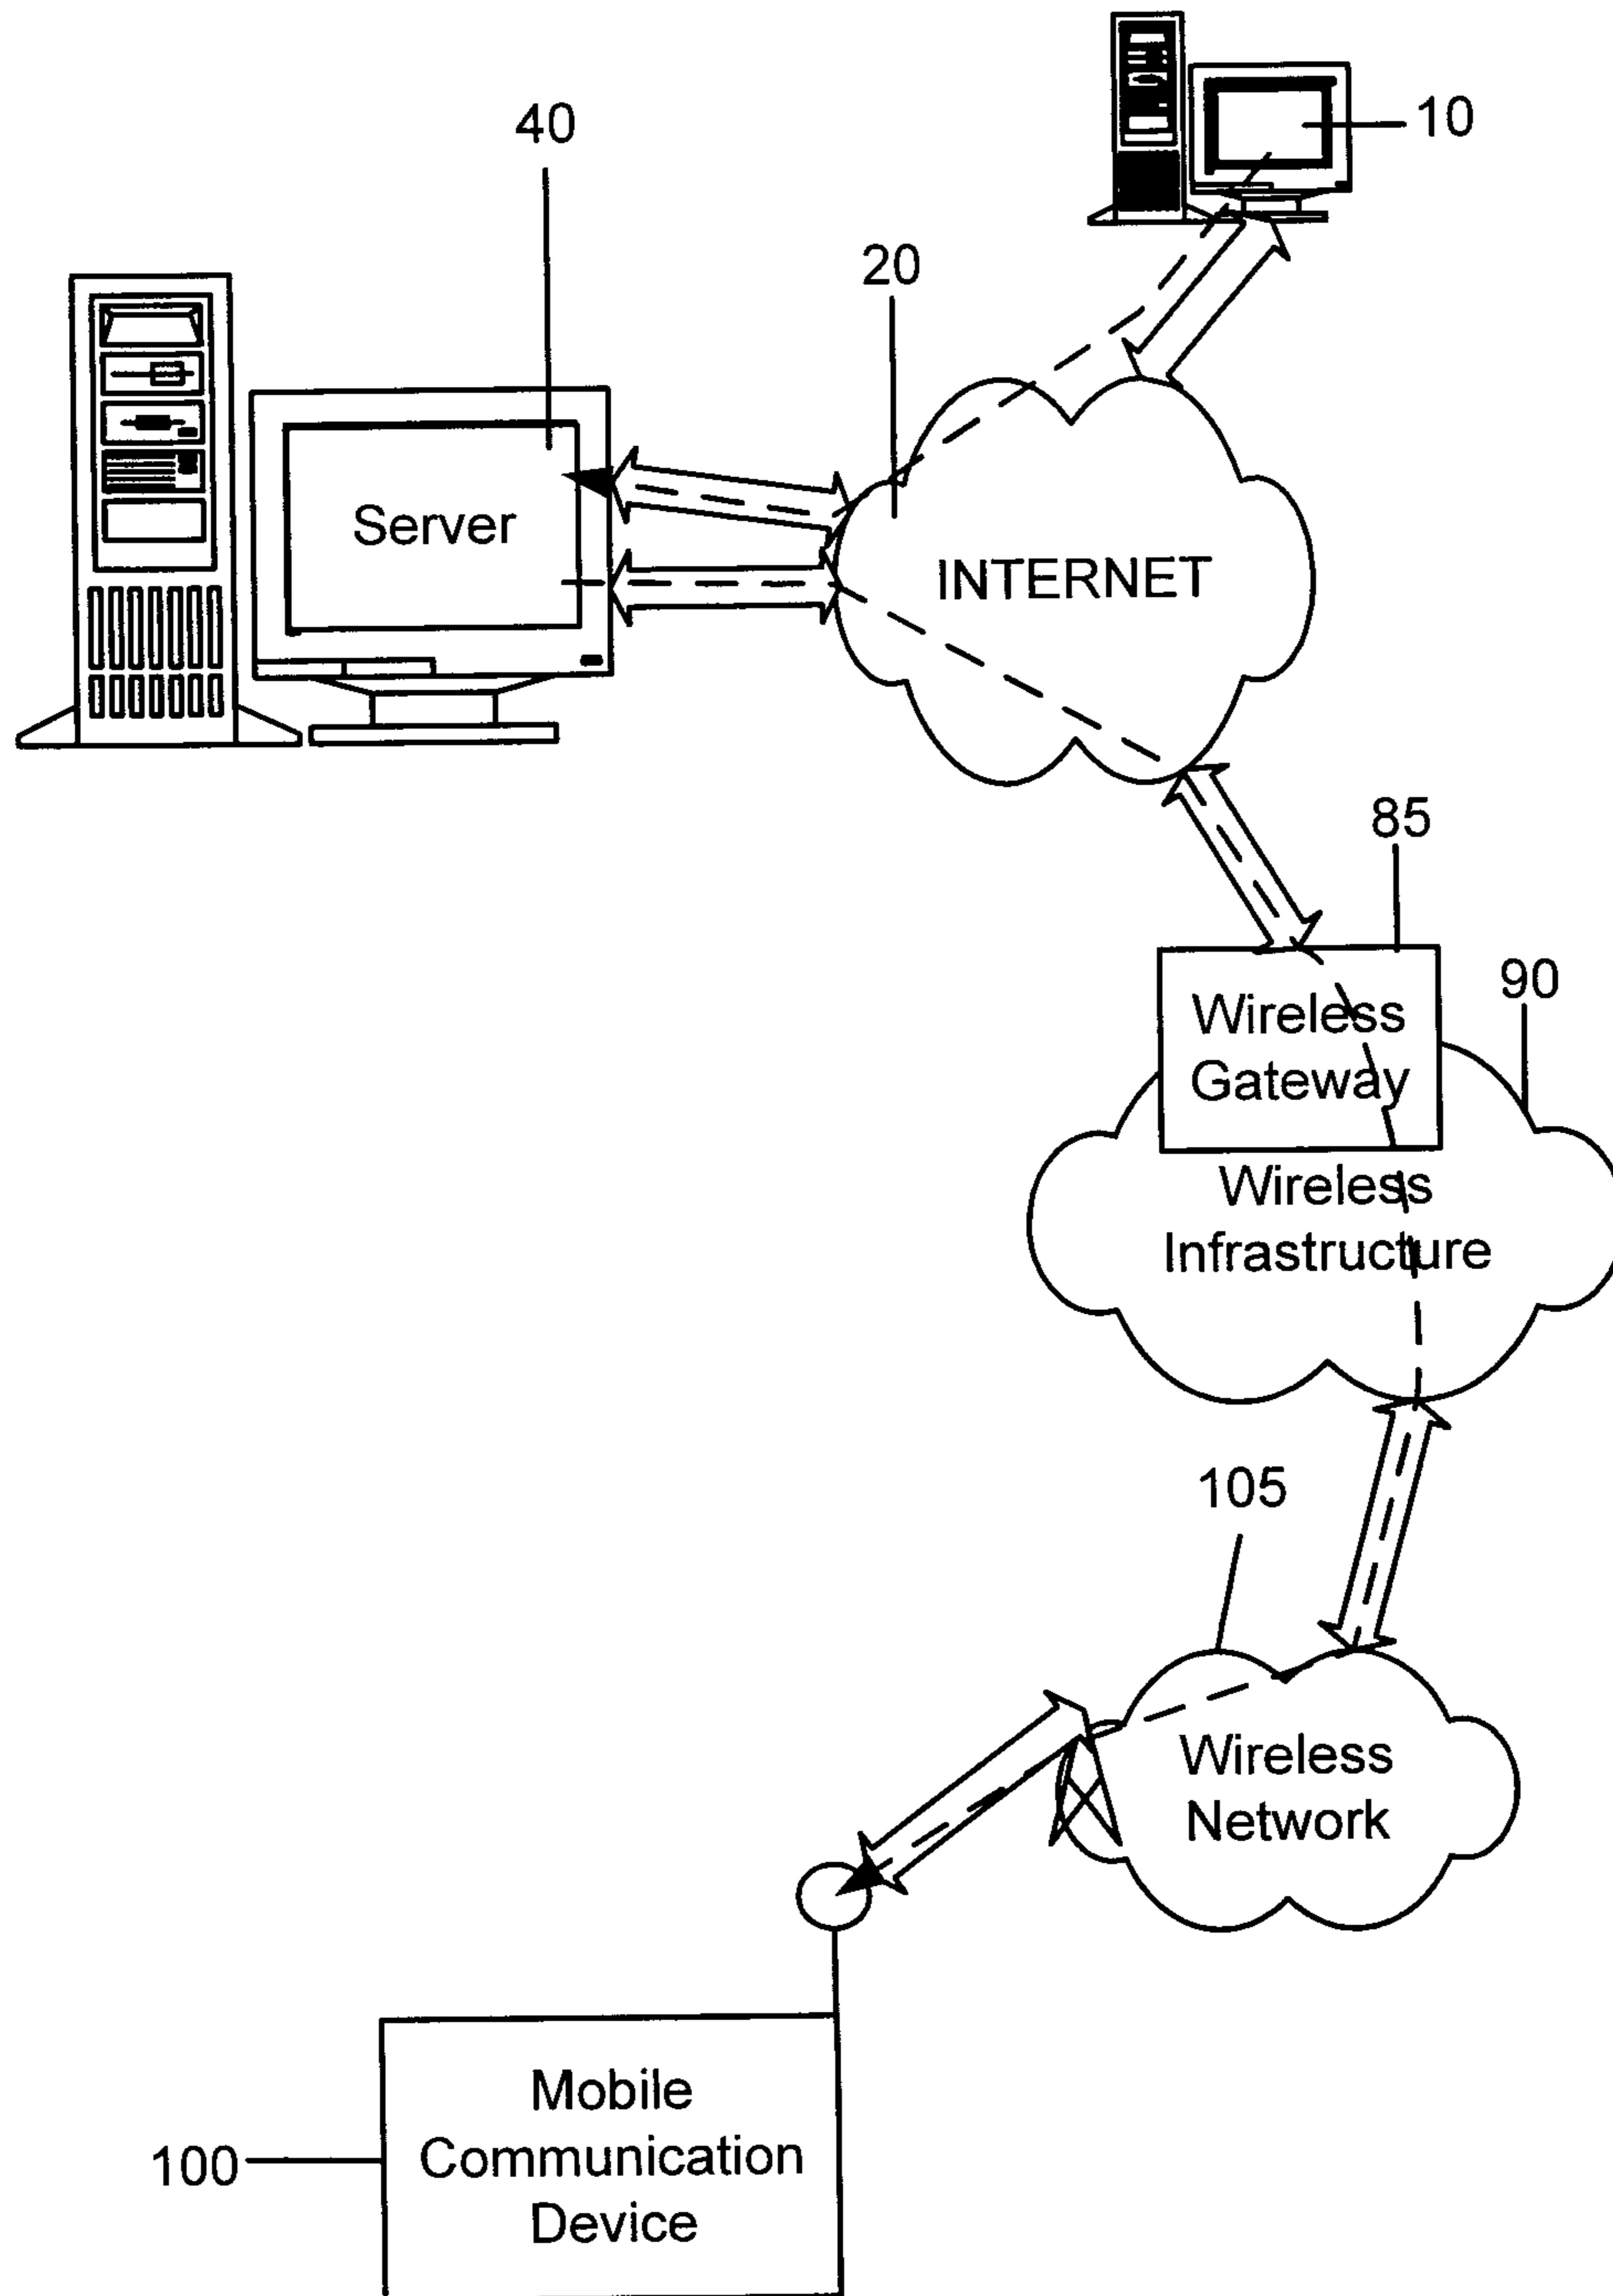 10
40
20
Server
INTERNET
85
90
Wireless
Gateway
Wireless
Infrastructure
105
Wireless
Network
Mobile
Communication
Device
100